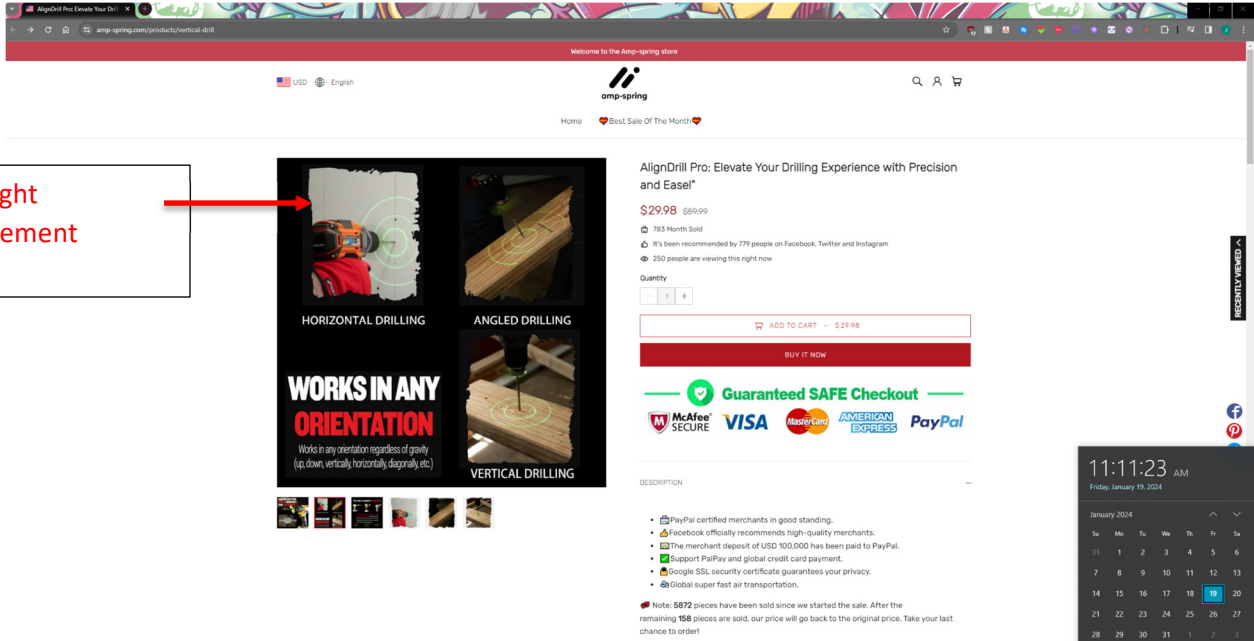 AlignDrill Pro: Elevate Your Drill
amp-spring.com/products/vertical-drill
Welcome to the Amp-spring store
USD English
amp-spring
Home Best Sale Of The Month
ght
ement
HORIZONTAL DRILLING
ANGLED DRILLING
WORKS IN ANY
ORIENTATION
Works in any orientation regardless of gravity
(up, down, vertically, horizontally, diagonally, etc.)
VERTICAL DRILLING
AlignDrill Pro: Elevate Your Drilling Experience with Precision
and Ease!"
$29.98 $59.99
783 Month Sold
It's been recommended by 779 people on Facebook, Twitter and Instagram
250 people are viewing this right now
Quantity
− 1 +
ADD TO CART - $29.98
BUY IT NOW
Guaranteed SAFE Checkout
McAfee SECURE VISA MasterCard AMERICAN EXPRESS PayPal
DESCRIPTION
PayPal certified merchants in good standing.
Facebook officially recommends high-quality merchants.
The merchant deposit of USD 100,000 has been paid to PayPal.
Support PalPay and global credit card payment.
Google SSL security certificate guarantees your privacy.
Global super fast air transportation.
Note: 5872 pieces have been sold since we started the sale. After the
remaining 158 pieces are sold, our price will go back to the original price. Take your last
chance to order!
RECENTLY VIEWED
11:11:23 AM
Friday, January 19, 2024
January 2024
Su Mo Tu We Th Fr Sa
31 1 2 3 4 5 6
7 8 9 10 11 12 13
14 15 16 17 18 19 20
21 22 23 24 25 26 27
28 29 30 31 1 2 3